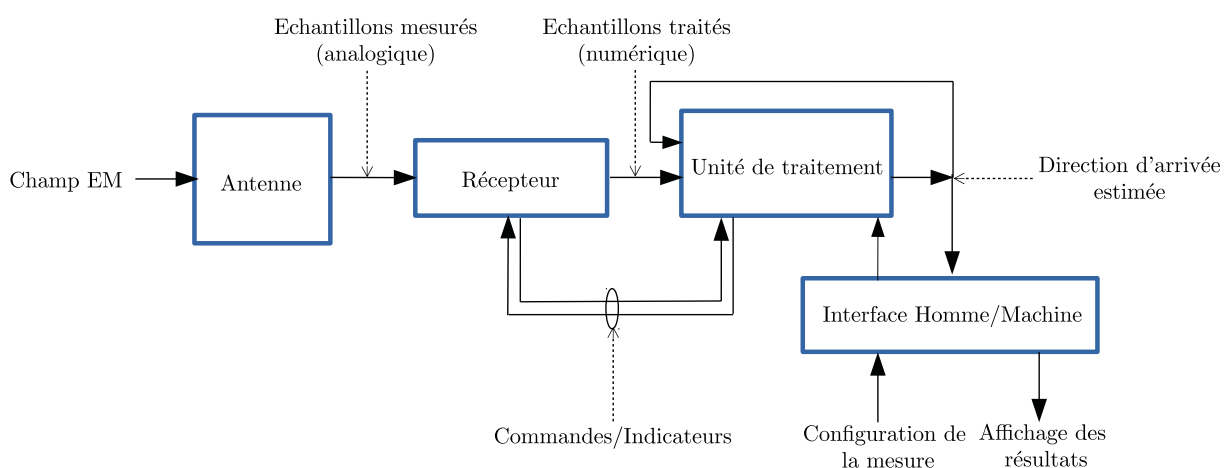 Echantillons mesurés
(analogique)
Echantillons traités
(numérique)
Champ EM
Antenne
Récepteur
Unité de traitement
Direction d'arrivée
estimée
Interface Homme/Machine
Commandes/Indicateurs
Configuration de
la mesure
Affichage des
résultats